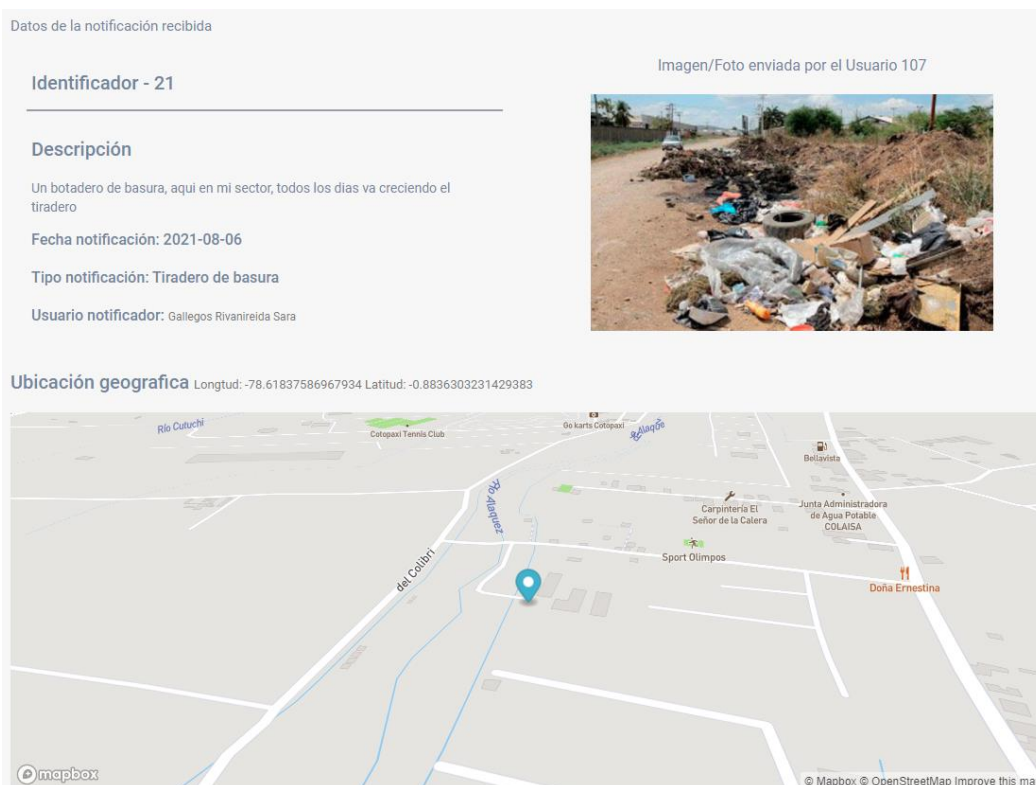 Datos de la notificación recibida
Identificador - 21
Descripción
Un botadero de basura, aqui en mi sector, todos los dias va creciendo el
tiradero
Fecha notificación: 2021-08-06
Tipo notificación: Tiradero de basura
Usuario notificador: Gallegos Rivanireida Sara
Imagen/Foto enviada por el Usuario 107
Ubicación geografica Longtud: -78.61837586967934 Latitud: -0.8836303231429383
Río Cutuchi
Cotopaxi Tennis Club
Go karts Cotopaxi
Bellavista
Río Alaquez
Carpintería El
Señor de la Calera
Junta Administradora
de Agua Potable
COLAISA
Sport Olimpos
del Colibrí
Doña Ernestina
mapbox
© Mapbox © OpenStreetMap Improve this ma